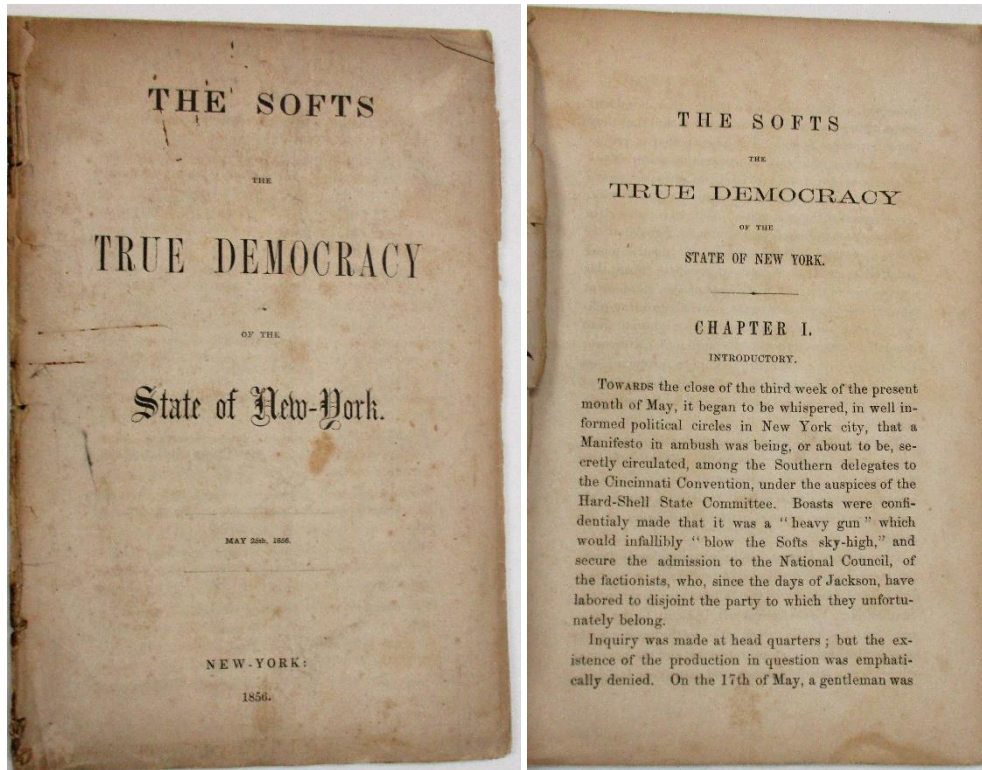 THE SOFTS
THE
TRUE DEMOCRACY
OF THE
State of New-York.
MAY 26th, 1856.
NEW-YORK:
1856.
THE SOFTS
THE
TRUE DEMOCRACY
OF THE
STATE OF NEW YORK.
CHAPTER I.
INTRODUCTORY.
TOWARDS the close of the third week of the present
month of May, it began to be whispered, in well in-
formed political circles in New York city, that a
Manifesto in ambush was being, or about to be, se-
cretly circulated, among the Southern delegates to
the Cincinnati Convention, under the auspices of the
Hard-Shell State Committee. Boasts were confi-
dentialy made that it was a “heavy gun” which
would infallibly “blow the Softs sky-high,” and
secure the admission to the National Council, of
the factionists, who, since the days of Jackson, have
labored to disjoint the party to which they unfortu-
nately belong.
Inquiry was made at head quarters ; but the ex-
istence of the production in question was emphati-
cally denied. On the 17th of May, a gentleman was